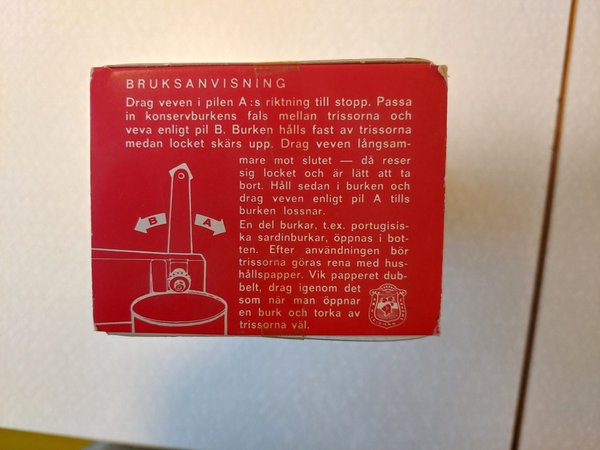 BRUKSANVISNING
Drag veven i pilen A:s riktning till stopp. Passa
in konservburkens fals mellan trissorna och
veva enligt pil B. Burken hålls fast av trissorna
medan locket skärs upp. Drag veven långsam-
mare mot slutet — då reser
sig locket och är lätt att ta
bort. Håll sedan i burken och
drag veven enligt pil A tills
burken lossnar.
En del burkar, t.ex. portugisis-
ka sardinburkar, öppnas i bot-
ten. Efter användningen bör
trissorna göras rena med hus-
hållspapper. Vik papperet dub-
belt, drag igenom det
som när man öppnar
en burk och torka av
trissorna väl.
B A